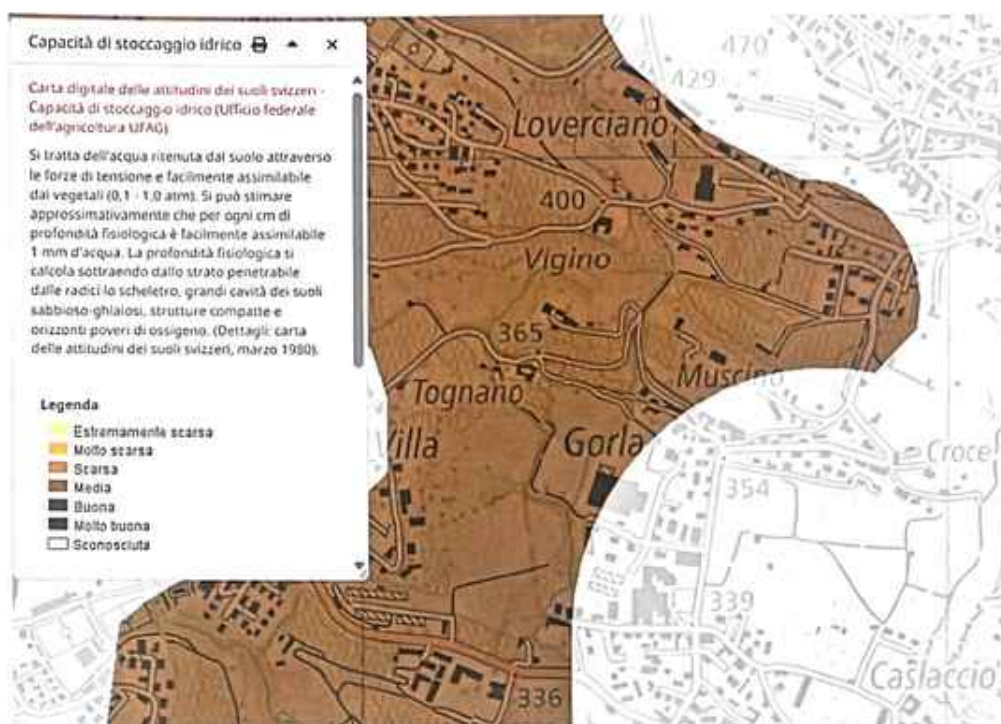 Capacità di stoccaggio idrico
Carta digitale delle attitudini dei suoli svizzeri -
Capacità di stoccaggio idrico (Ufficio federale
dell'agricoltura UFAG)
Si tratta dell'acqua ritenuta dal suolo attraverso
le forze di tensione e facilmente assimilabile
dai vegetali (0,1 - 1,0 atm). Si può stimare
approssimativamente che per ogni cm di
profondità fisiologica è facilmente assimilabile
1 mm d'acqua. La profondità fisiologica si
calcola sottraendo dallo strato penetrabile
dalle radici lo scheletro, grandi cavità dei suoli
sabbioso-ghiaiosi, strutture compatte e
orizzonti poveri di ossigeno. (Dettagli: carta
delle attitudini dei suoli svizzeri, marzo 1980).
Legenda
Estremamente scarsa
Molto scarsa
Scarsa
Media
Buona
Molto buona
Sconosciuta
470
429
Loverciano
400
Vigino
365
Muscino
Tognano
Villa
Gorla
Croce
354
339
Caslaccio
336